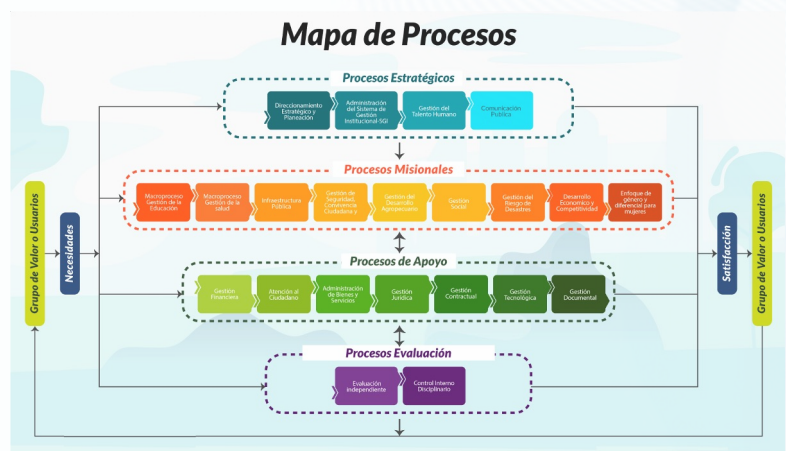 Mapa de Procesos
Procesos Estratégicos
Direccionamiento
Estratégico y
Planeación
Administración
del Sistema de
Gestión
Institucional-SGI
Gestión del
Talento Humano
Comunicación
Pública
Procesos Misionales
Macroproceso
Gestión de la
Educación
Macroproceso
Gestión de la
salud
Infraestructura
Pública
Gestión de
Seguridad,
Convivencia
Ciudadana y
Gestión del
Desarrollo
Agropecuario
Gestión
Social
Gestión del
Riesgo de
Desastres
Desarrollo
Económico y
Competitividad
Enfoque de
género y
diferencial para
mujeres
Procesos de Apoyo
Gestión
Financiera
Atención al
Ciudadano
Administración
de Bienes y
Servicios
Gestión
Jurídica
Gestión
Contractual
Gestión
Tecnológica
Gestión
Documental
Procesos Evaluación
Evaluación
independiente
Control Interno
Disciplinario
Grupo de Valor o Usuarios
Necesidades
Satisfacción
Grupo de Valor o Usuarios